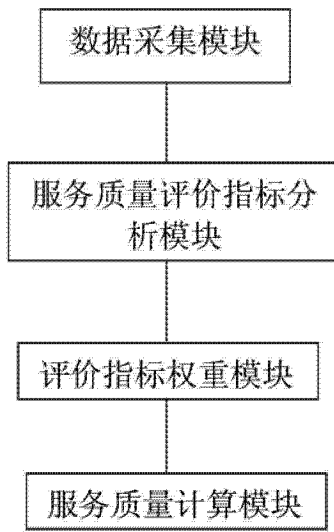 数据采集模块
服务质量评价指标分
析模块
评价指标权重模块
服务质量计算模块